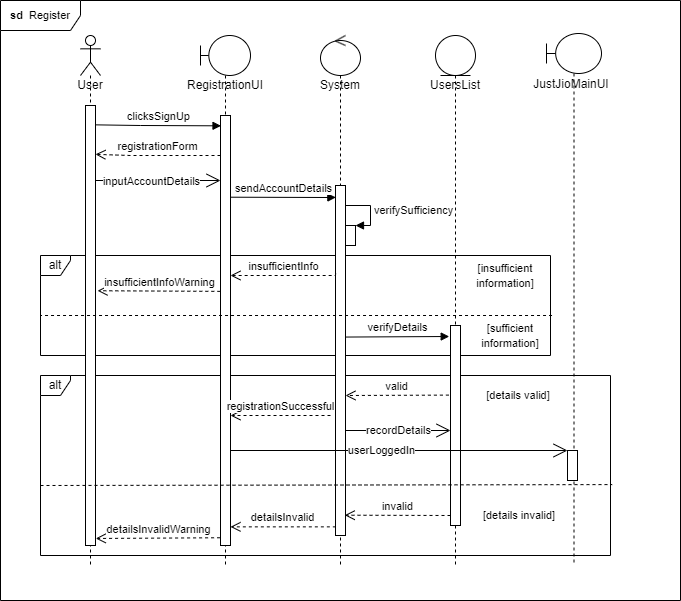 sd Register
User
RegistrationUI
System
UsersList
JustJioMainUI
clicksSignUp
registrationForm
inputAccountDetails
sendAccountDetails
verifySufficiency
alt
insufficientInfo
[insufficient
information]
insufficientInfoWarning
verifyDetails
[sufficient
information]
alt
valid
[details valid]
registrationSuccessful
recordDetails
userLoggedIn
invalid
[details invalid]
detailsInvalid
detailsInvalidWarning